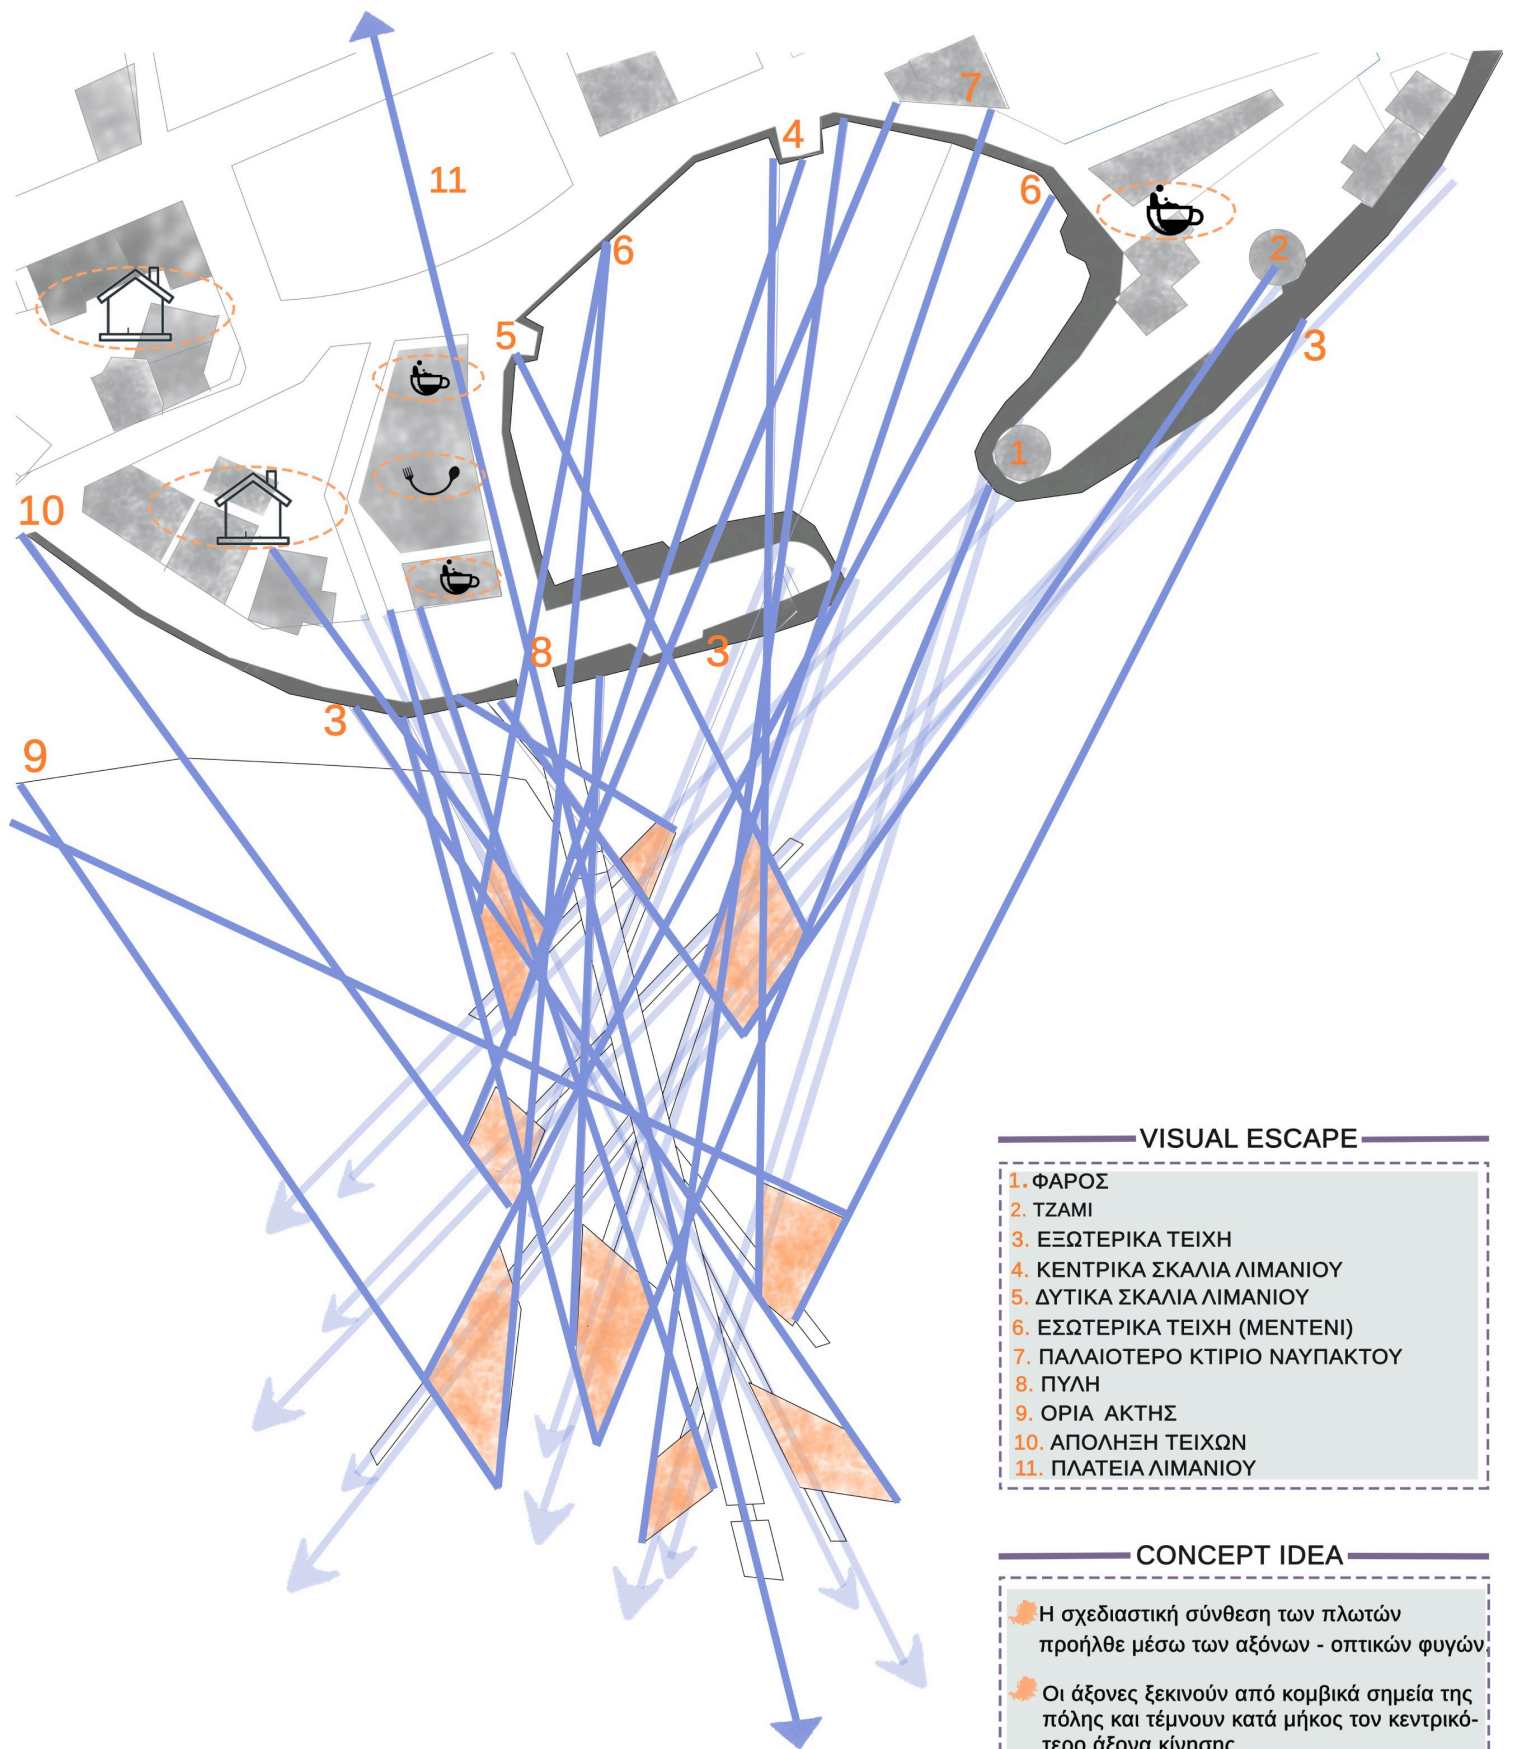 7
4
11
6
6
2
5
3
1
10
8
3
3
9
VISUAL ESCAPE
1. ΦΑΡΟΣ
2. ΤΖΑΜΙ
3. ΕΞΩΤΕΡΙΚΑ ΤΕΙΧΗ
4. ΚΕΝΤΡΙΚΑ ΣΚΑΛΙΑ ΛΙΜΑΝΙΟΥ
5. ΔΥΤΙΚΑ ΣΚΑΛΙΑ ΛΙΜΑΝΙΟΥ
6. ΕΣΩΤΕΡΙΚΑ ΤΕΙΧΗ (ΜΕΝΤΕΝΙ)
7. ΠΑΛΑΙΟΤΕΡΟ ΚΤΙΡΙΟ ΝΑΥΠΑΚΤΟΥ
8. ΠΥΛΗ
9. ΟΡΙΑ ΑΚΤΗΣ
10. ΑΠΟΛΗΞΗ ΤΕΙΧΩΝ
11. ΠΛΑΤΕΙΑ ΛΙΜΑΝΙΟΥ
CONCEPT IDEA
Η σχεδιαστική σύνθεση των πλωτών
προήλθε μέσω των αξόνων - οπτικών φυγών.
Οι άξονες ξεκινούν από κομβικά σημεία της
πόλης και τέμνουν κατά μήκος τον κεντρικό-
τερο άξονα κίνησης